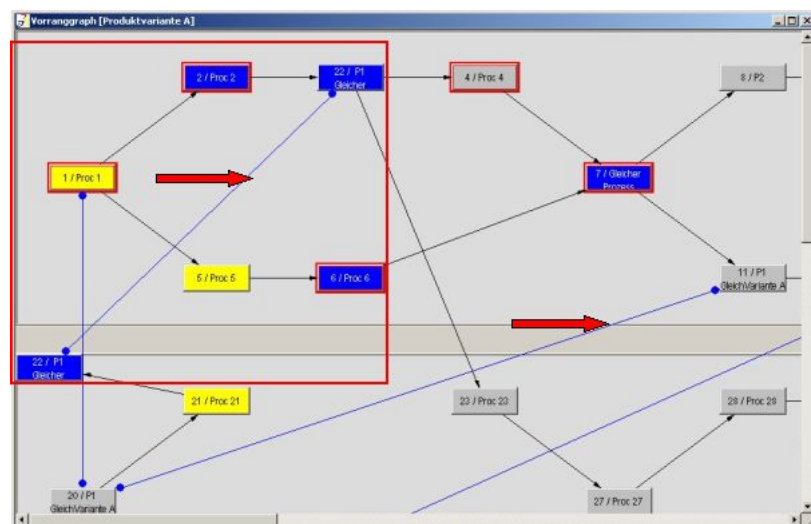 Vorranggraph [Produktvariante A]
2 / Proc 2
22 / P1
Gleicher
4 / Proc 4
8 / P2
1 / Proc 1
7 / Gleicher
Prozess
5 / Proc 5
6 / Proc 6
11 / P1
GleichVariante A
22 / P1
Gleicher
21 / Proc 21
23 / Proc 23
28 / Proc 28
20 / P1
GleichVariante A
27 / Proc 27